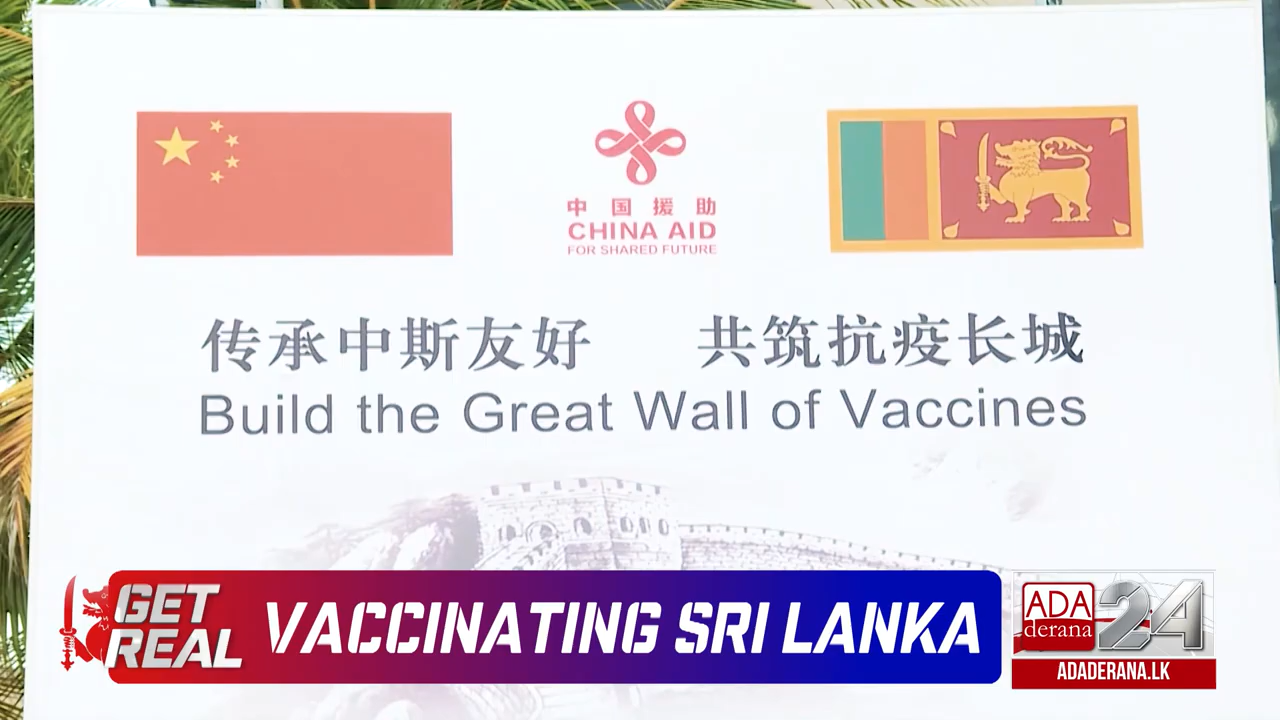 中国援助
CHINA AID
FOR SHARED FUTURE
传承中斯友好 共筑抗疫长城
Build the Great Wall of Vaccines
GET
REAL
VACCINATING SRI LANKA
ADA
derana
24
ADADERANA.LK